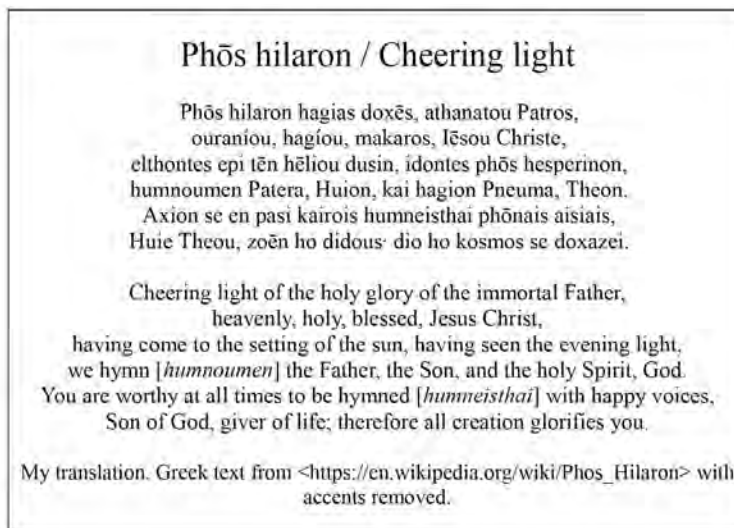 Phōs hilaron / Cheering light
Phōs hilaron hagias doxēs, athanatou Patros,
ouraniou, hagiou, makaros, Iēsou Christe,
elthontes epi tēn hēliou dusin, idontes phōs hesperinon,
humnoumen Patera, Huion, kai hagion Pneuma, Theon.
Axion se en pasi kairois humneisthai phōnais aisiais,
Huie Theou, zoēn ho didous· dio ho kosmos se doxazei.
Cheering light of the holy glory of the immortal Father,
heavenly, holy, blessed, Jesus Christ,
having come to the setting of the sun, having seen the evening light,
we hymn [humnoumen] the Father, the Son, and the holy Spirit, God.
You are worthy at all times to be hymned [humneisthai] with happy voices,
Son of God, giver of life; therefore all creation glorifies you.
My translation. Greek text from <https://en.wikipedia.org/wiki/Phos_Hilaron> with
accents removed.